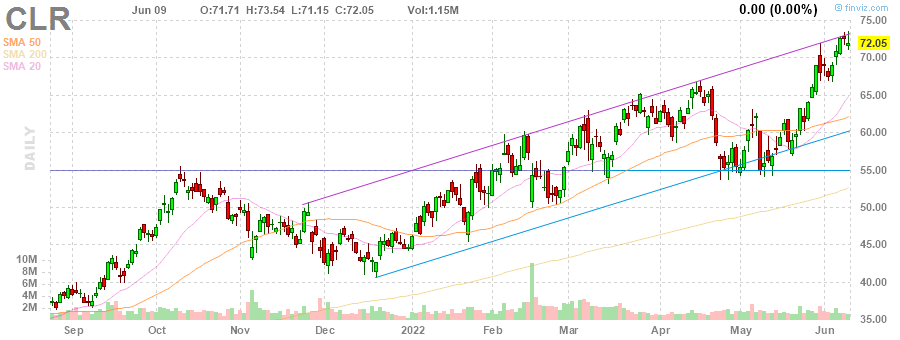 CLR Jun 09 O:71.71 H:73.54 L:71.15 C:72.05 Vol:1.15M 0.00 (0.00%) © finviz.com
SMA 50
SMA 200
SMA 20
DAILY
75.00
72.05
70.00
65.00
60.00
55.00
50.00
45.00
40.00
35.00
10M
8M
6M
4M
2M
Sep Oct Nov Dec 2022 Feb Mar Apr May Jun